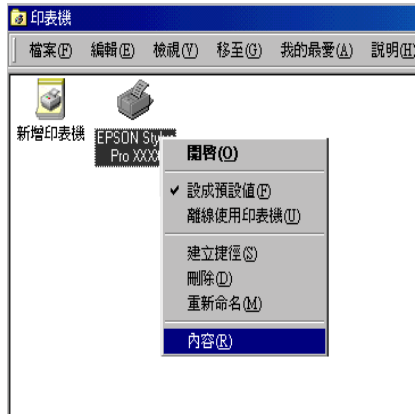 印表機
檔案(F) 編輯(E) 檢視(V) 移至(G) 我的最愛(A) 說明(H)
新增印表機
EPSON Stylus
Pro XXXX
開啓(O)
設成預設值(F)
離線使用印表機(U)
建立捷徑(S)
刪除(D)
重新命名(M)
內容(R)